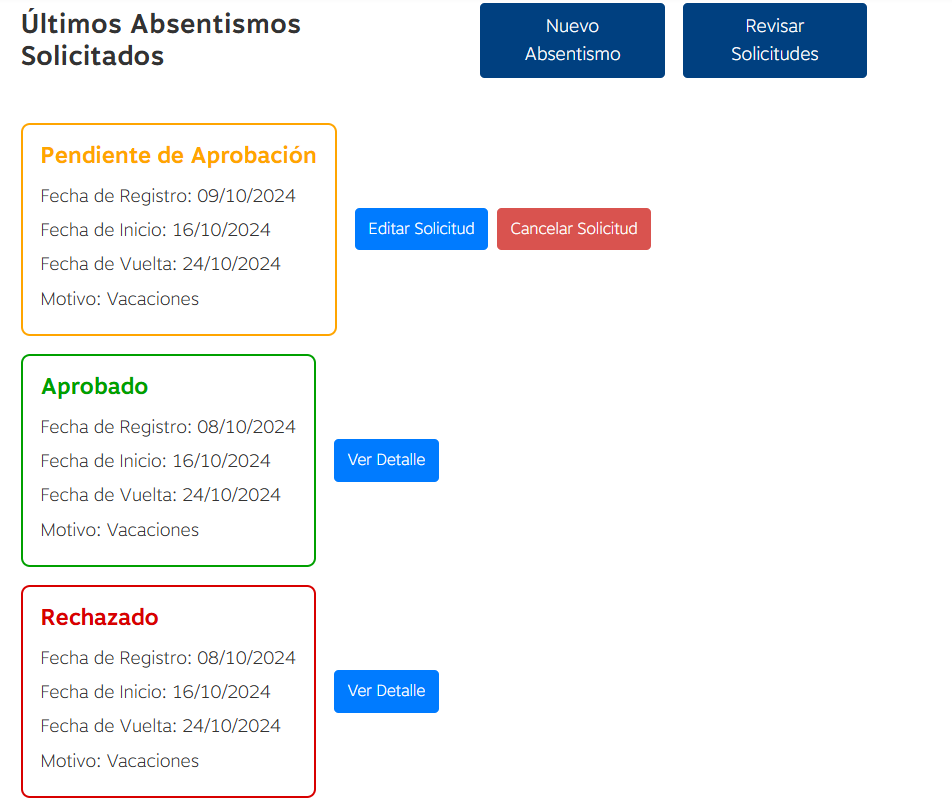 Últimos Absentismos
Solicitados
Nuevo
Absentismo
Revisar
Solicitudes
Pendiente de Aprobación
Fecha de Registro: 09/10/2024
Fecha de Inicio: 16/10/2024
Fecha de Vuelta: 24/10/2024
Motivo: Vacaciones
Editar Solicitud
Cancelar Solicitud
Aprobado
Fecha de Registro: 08/10/2024
Fecha de Inicio: 16/10/2024
Fecha de Vuelta: 24/10/2024
Motivo: Vacaciones
Ver Detalle
Rechazado
Fecha de Registro: 08/10/2024
Fecha de Inicio: 16/10/2024
Fecha de Vuelta: 24/10/2024
Motivo: Vacaciones
Ver Detalle